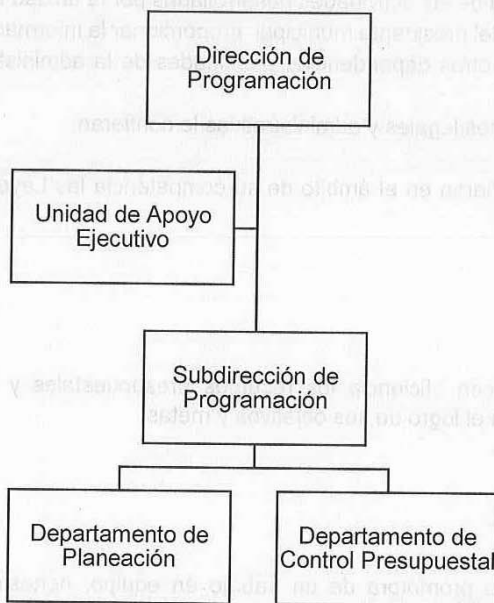 Dirección de
Programación
Unidad de Apoyo
Ejecutivo
Subdirección de
Programación
Departamento de
Planeación
Departamento de
Control Presupuestal